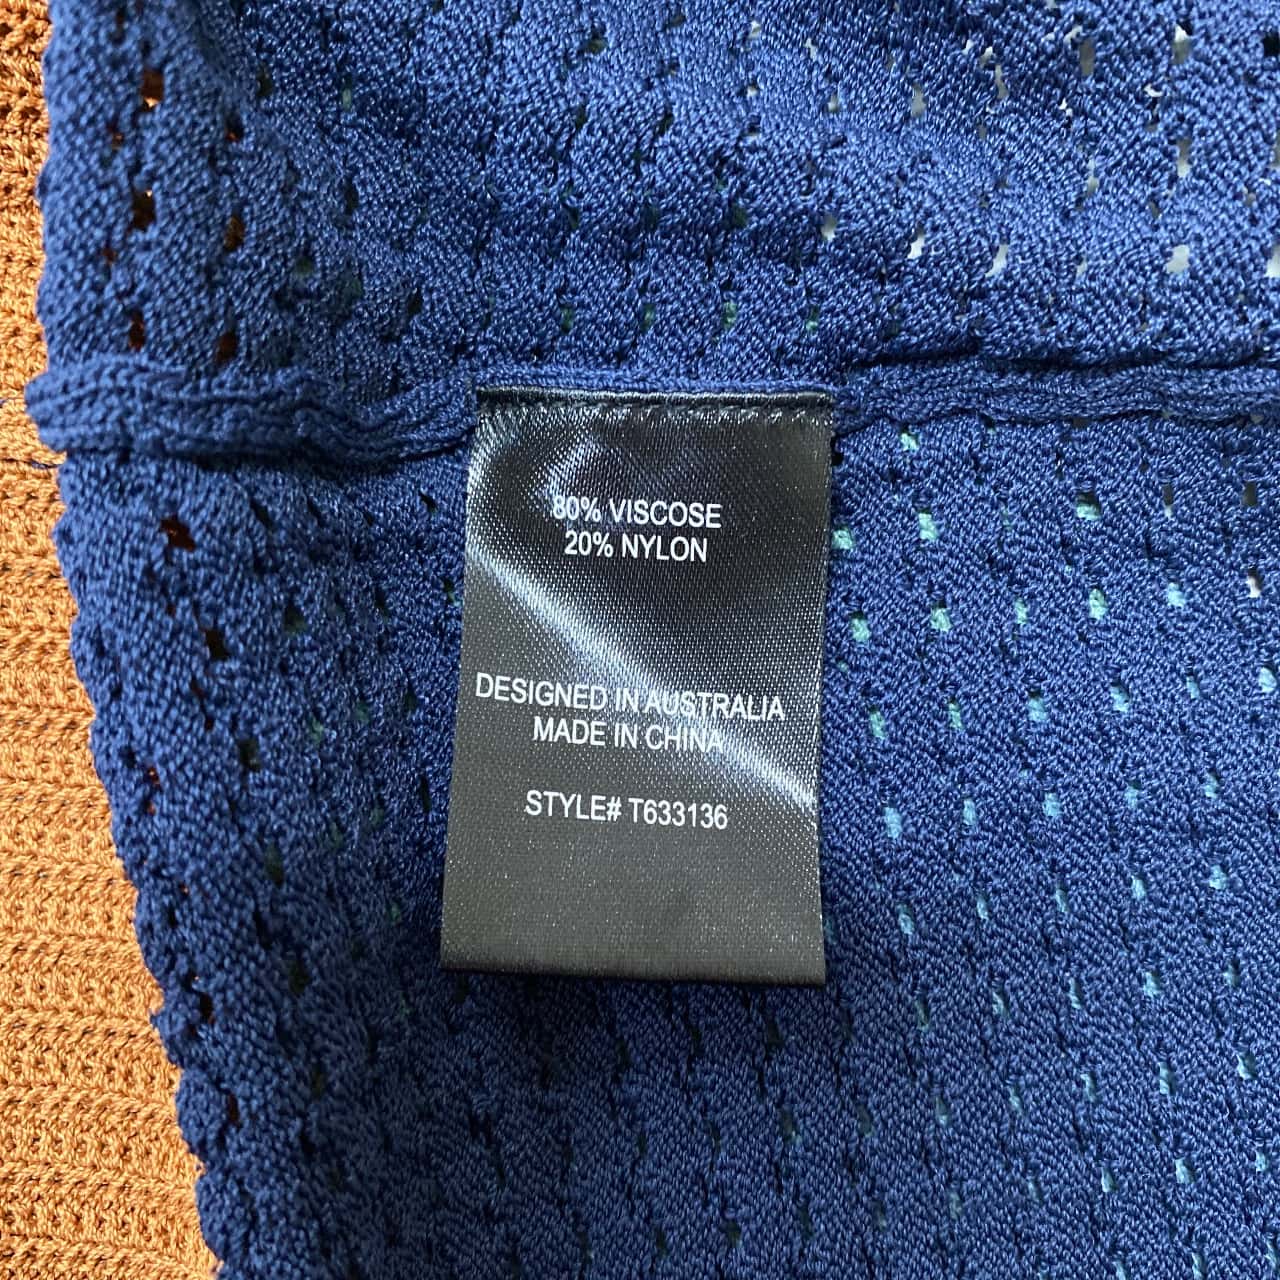 80% VISCOSE
20% NYLON
DESIGNED IN AUSTRALIA
MADE IN CHINA
STYLE# T633136